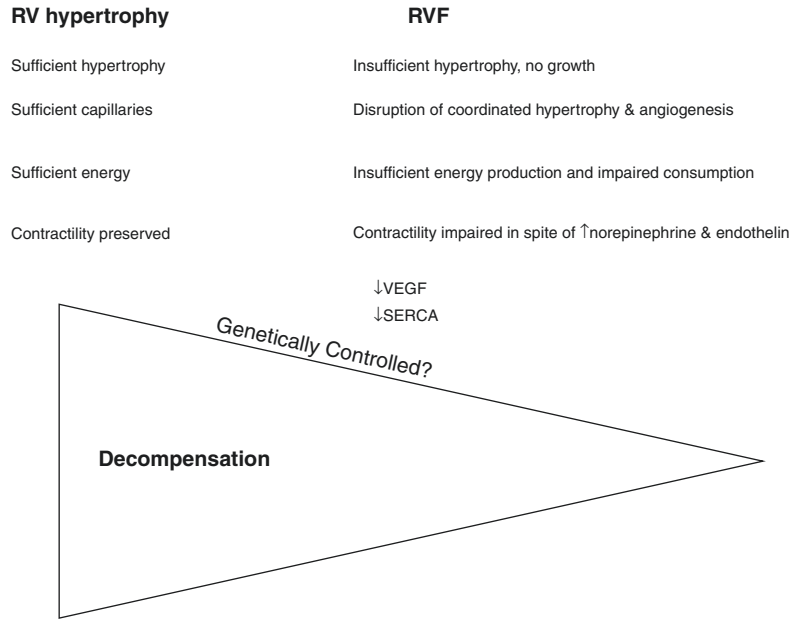 RV hypertrophy RVF
Sufficient hypertrophy Insufficient hypertrophy, no growth
Sufficient capillaries Disruption of coordinated hypertrophy & angiogenesis
Sufficient energy Insufficient energy production and impaired consumption
Contractility preserved Contractility impaired in spite of ↑norepinephrine & endothelin
↓VEGF
↓SERCA
Genetically Controlled?
Decompensation